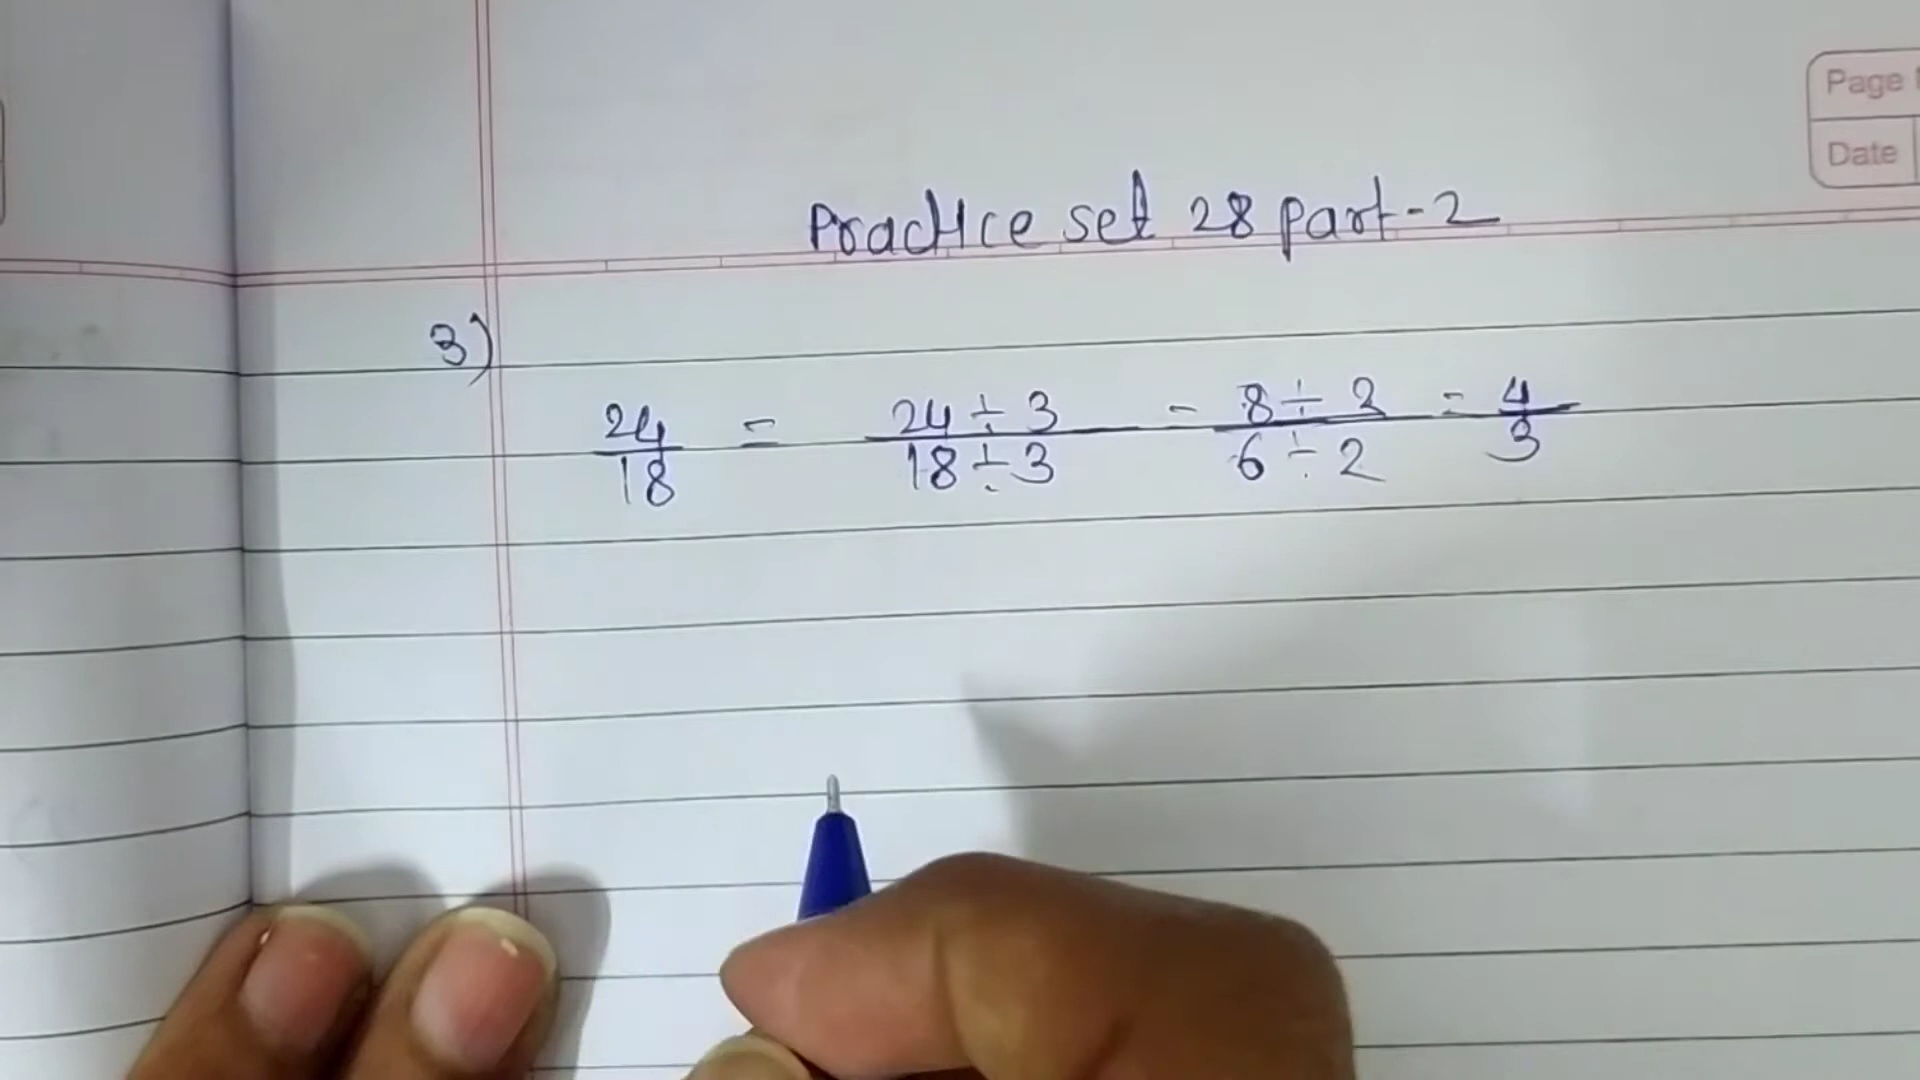 Page
Date
Practice set 28 part-2
3)
24/18 = 24÷3/18÷3 = 8÷2/6÷2 = 4/3